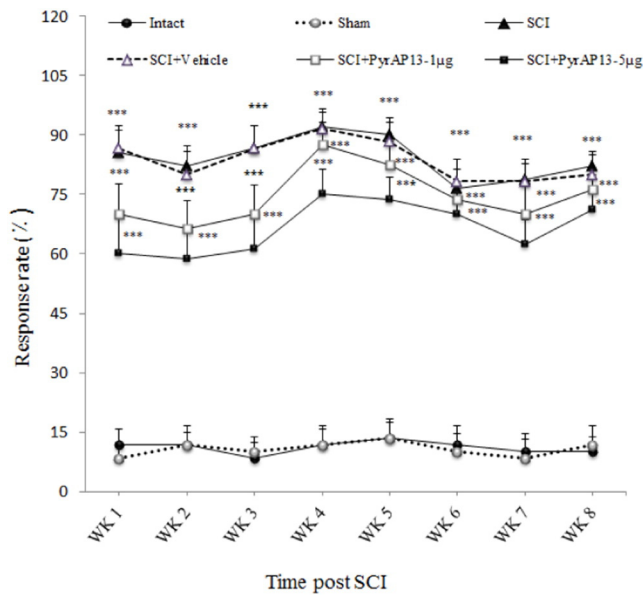 Intact Sham SCI
SCI+Vehicle SCI+PyrAP13-1µg SCI+PyrAP13-5µg
120
105
90
75
60
45
30
15
0
Response rate (%)
*** *** *** *** *** *** *** ***
*** *** *** *** *** *** *** ***
*** *** *** *** *** *** *** ***
WK 1 WK 2 WK 3 WK 4 WK 5 WK 6 WK 7 WK 8
Time post SCI